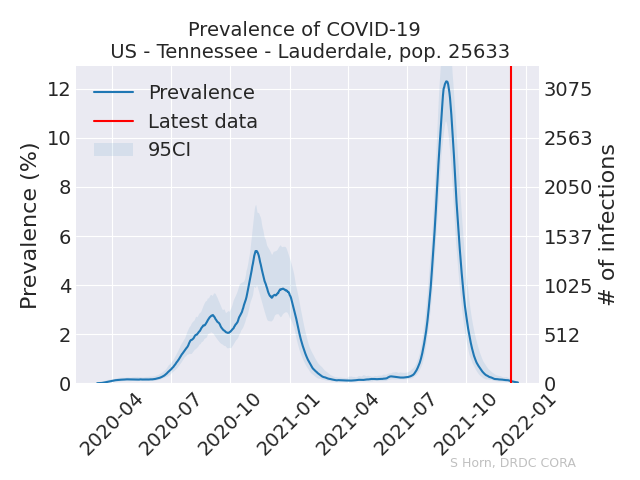 Prevalence of COVID-19
US - Tennessee - Lauderdale, pop. 25633
Prevalence (%)
12
10
8
6
4
2
0
Prevalence
Latest data
95CI
3075
2563
2050
1537
1025
512
0
# of infections
2020-04
2020-07
2020-10
2021-01
2021-04
2021-07
2021-10
2022-01
S Horn, DRDC CORA